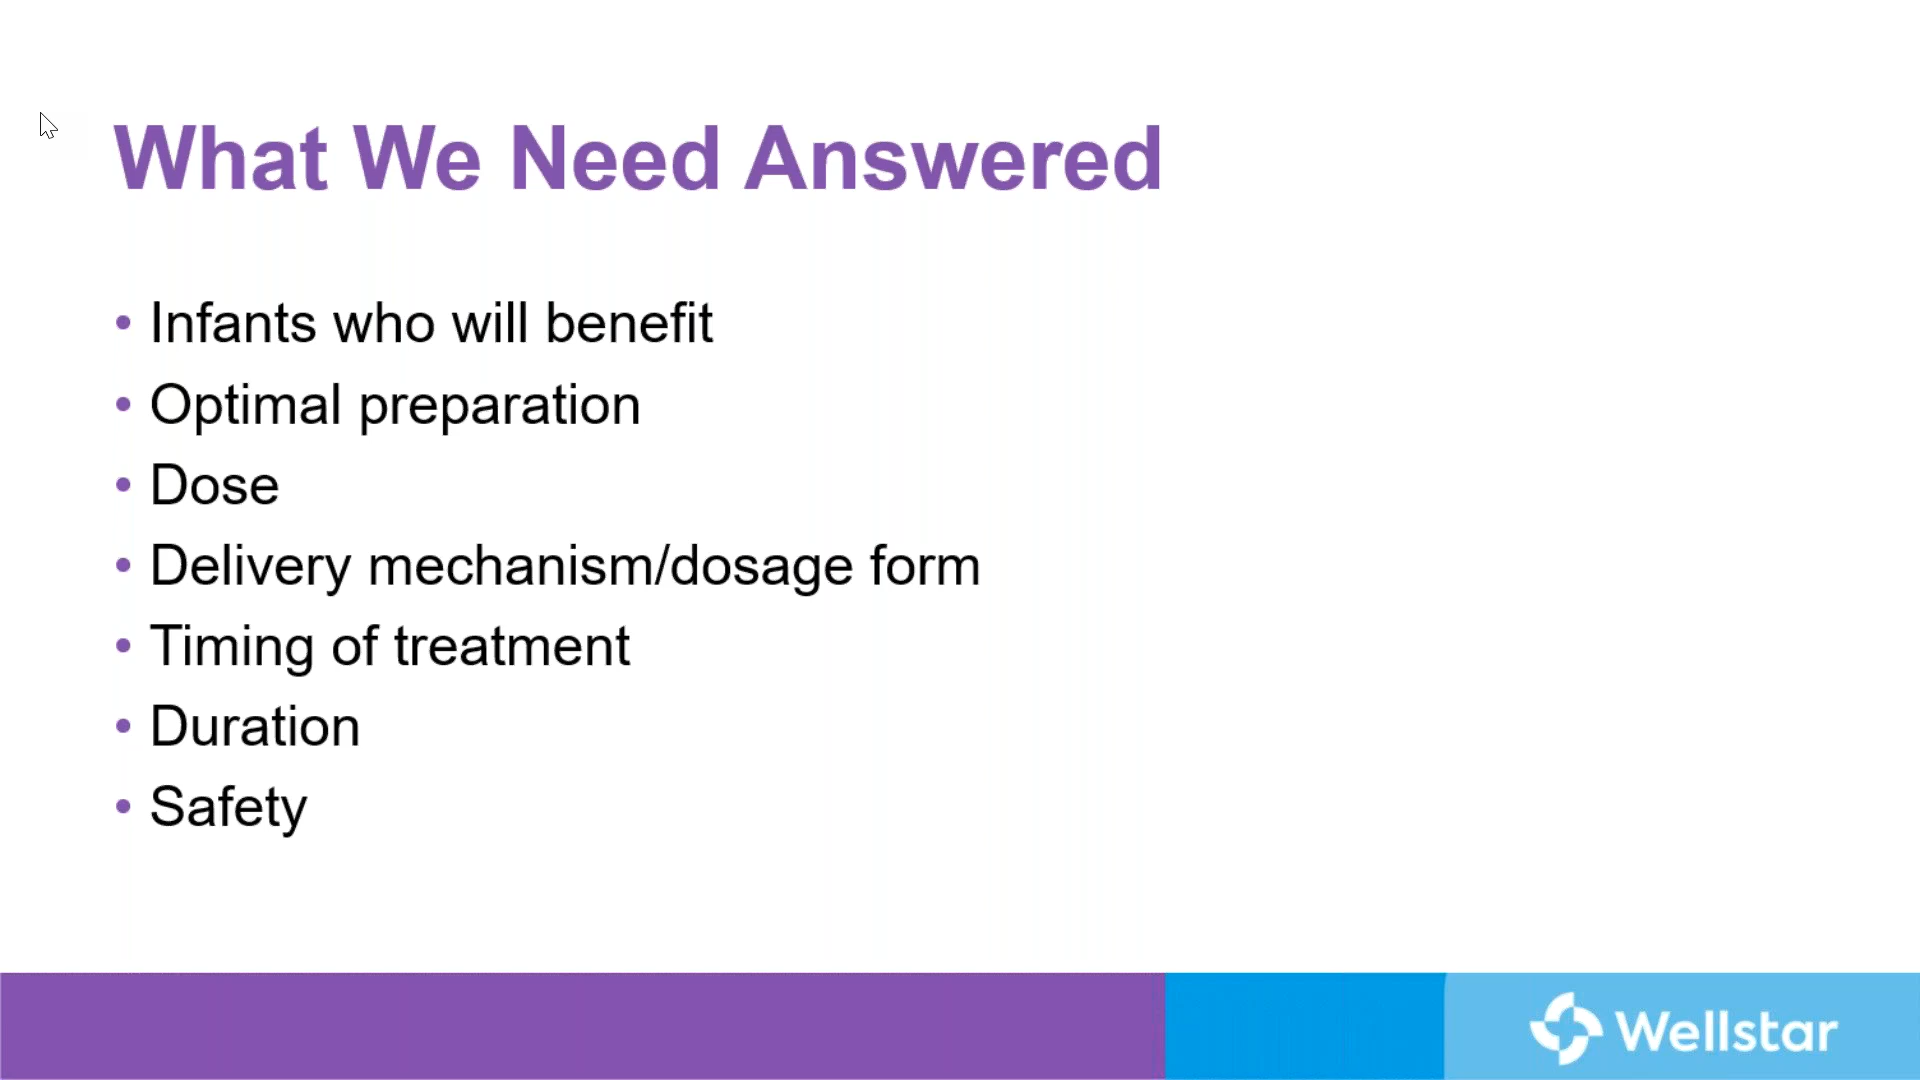 What We Need Answered
• Infants who will benefit
• Optimal preparation
• Dose
• Delivery mechanism/dosage form
• Timing of treatment
• Duration
• Safety
Wellstar